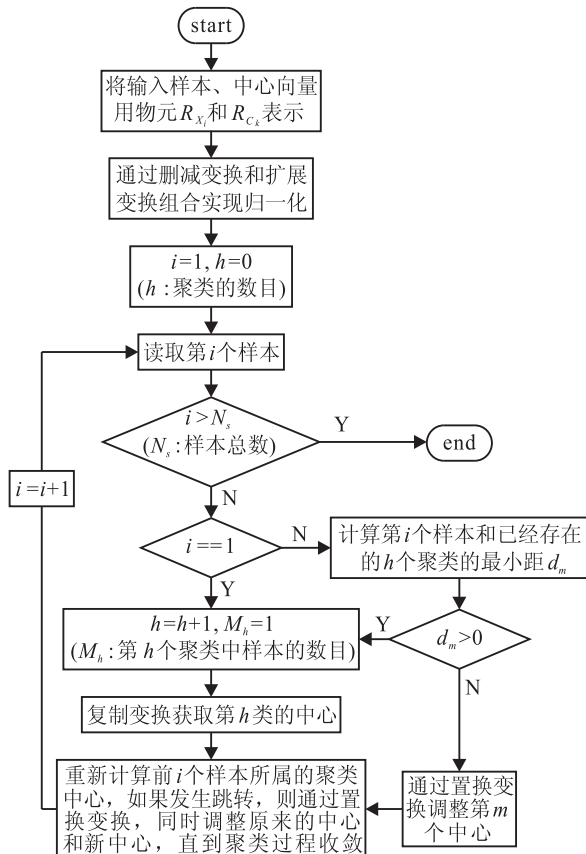 start
将输入样本、中心向量
用物元R_{X_i}和R_{C_k}表示
通过删减变换和扩展
变换组合实现归一化
i=1, h=0
(h:聚类的数目)
读取第i个样本
i>N_s
(N_s:样本总数)
Y
end
N
i=i+1
i==1
N
计算第i个样本和已经存在
的h个聚类的最小距d_m
Y
h=h+1, M_h=1
(M_h:第h个聚类中样本的数目)
Y
d_m>0
N
复制变换获取第h类的中心
重新计算前i个样本所属的聚类
中心，如果发生跳转，则通过置
换变换，同时调整原来的中心
和新中心，直到聚类过程收敛
通过置换变
换调整第m
个中心